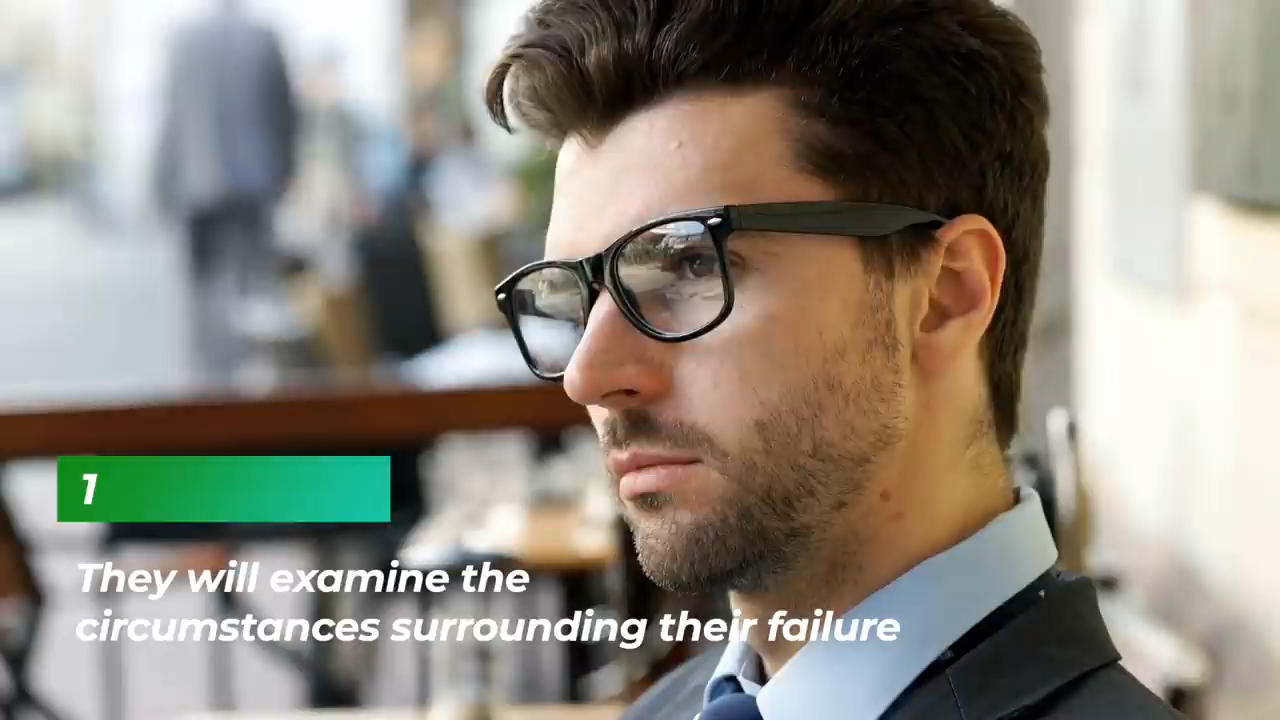 1
They will examine the
circumstances surrounding their failure